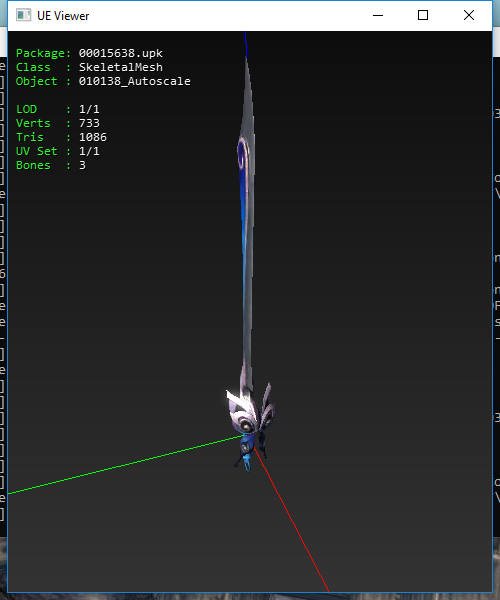 UE Viewer
Package: 00015638.upk
Class : SkeletalMesh
Object : 010138_Autoscale
LOD : 1/1
Verts : 733
Tris : 1086
UV Set : 1/1
Bones : 3